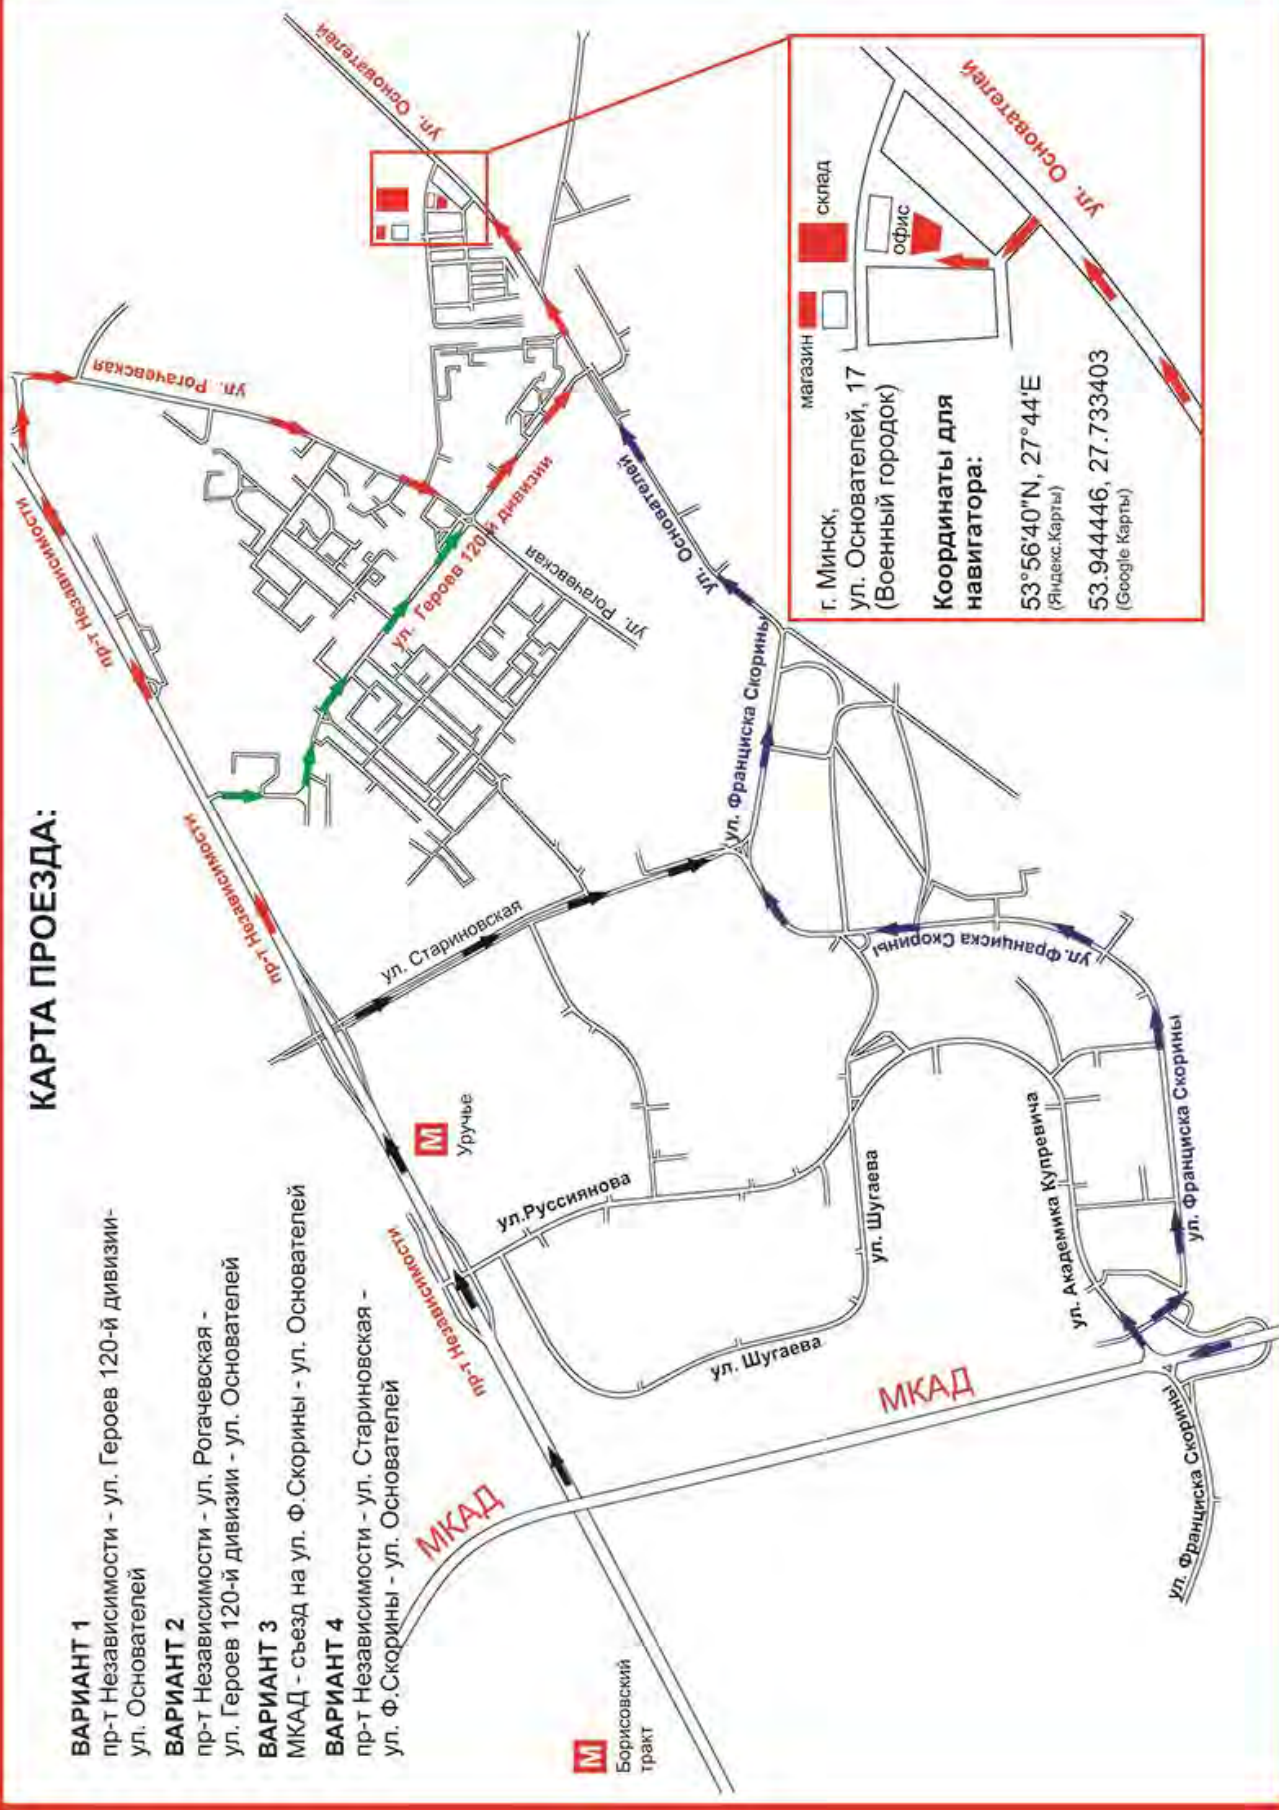 КАРТА ПРОЕЗДА:
ВАРИАНТ 1
пр-т Независимости - ул. Героев 120-й дивизии-
ул. Основателей
ВАРИАНТ 2
пр-т Независимости - ул. Рогачевская -
ул. Героев 120-й дивизии - ул. Основателей
ВАРИАНТ 3
МКАД - съезд на ул. Ф.Скорины - ул. Основателей
ВАРИАНТ 4
пр-т Независимости - ул. Стариновская -
ул. Ф.Скорины - ул. Основателей
М
Борисовский
тракт
МКАД
пр-т Независимости
М
Уручье
ул.Руссиянова
ул. Шугаева
ул. Шугаева
МКАД
ул. Академика Купревича
ул. Франциска Скорины
ул. Франциска Скорины
ул. Франциска Скорины
ул. Франциска Скорины
ул. Стариновская
пр-т Независимости
пр-т Независимости
ул. Рогачевская
ул. Героев 120-й дивизии
ул. Рогачевская
ул. Основателей
ул. Основателей
магазин
склад
офис
ул. Основателей
г. Минск,
ул. Основателей, 17
(Военный городок)
Координаты для
навигатора:
53°56'40"N, 27°44'E
(Яндекс.Карты)
53.944446, 27.733403
(Google Карты)